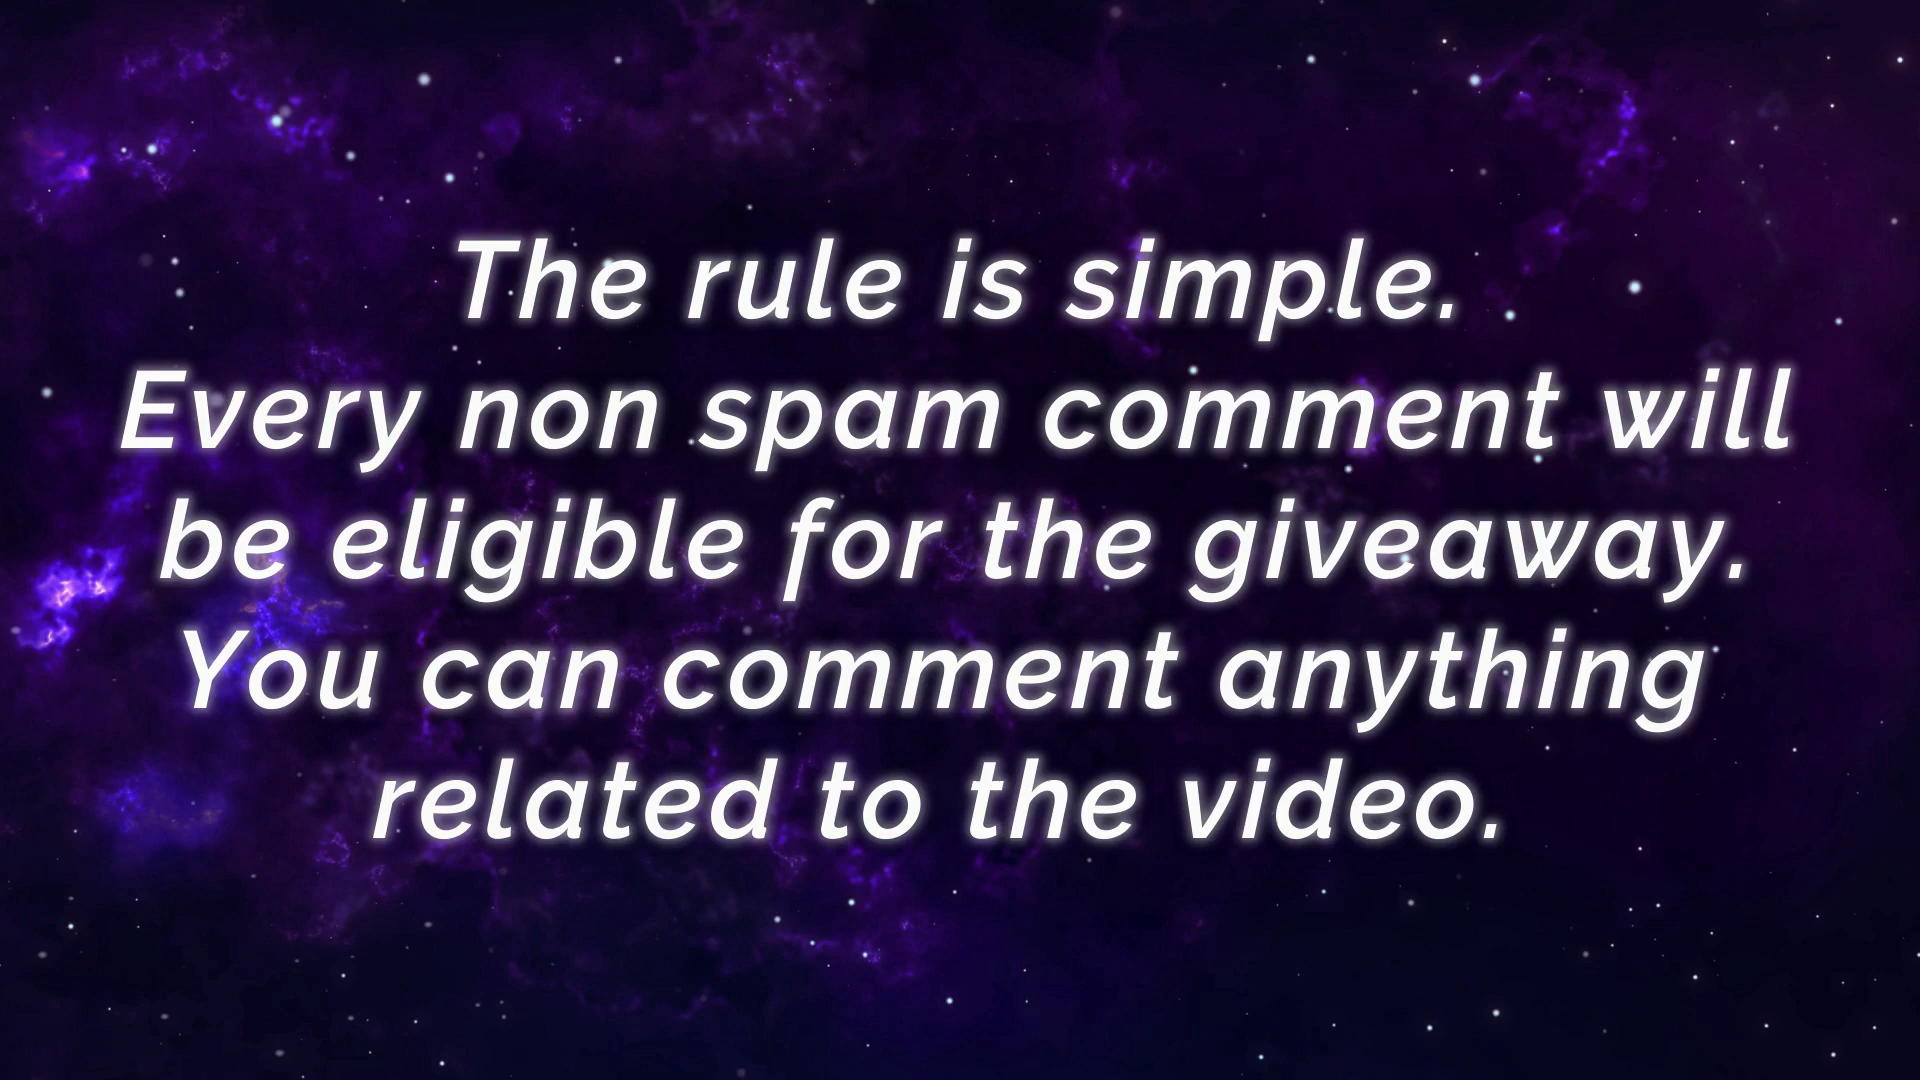 The rule is simple.
Every non spam comment will
be eligible for the giveaway.
You can comment anything
related to the video.